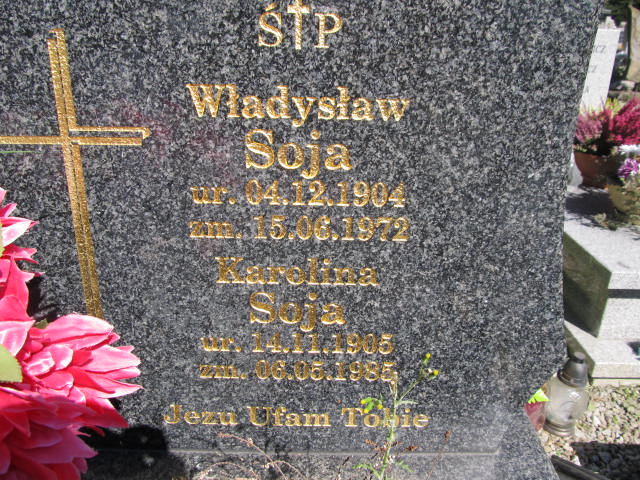 Ś†P
Władysław
Soja
ur. 04.12.1904
zm. 15.06.1972
Karolina
Soja
ur. 14.11.1905
zm. 06.05.1985
Jezu Ufam Tobie